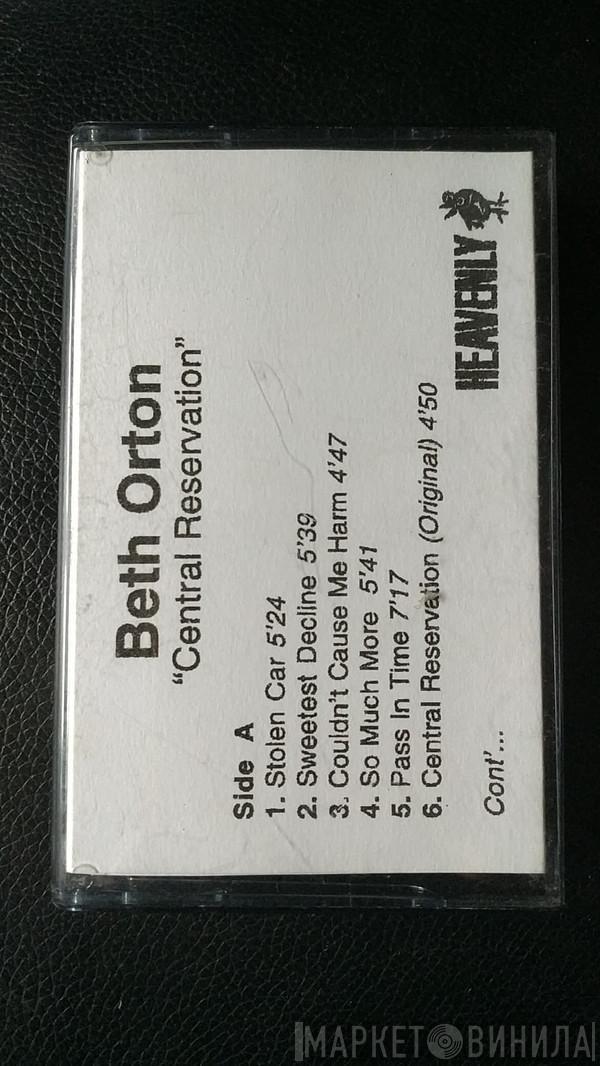 Beth Orton
“Central Reservation”
Side A
1. Stolen Car 5'24
2. Sweetest Decline 5'39
3. Couldn't Cause Me Harm 4'47
4. So Much More 5'41
5. Pass In Time 7'17
6. Central Reservation (Original) 4'50
Cont'...
HEAVENLY
МАРКЕТ ВИНИЛА